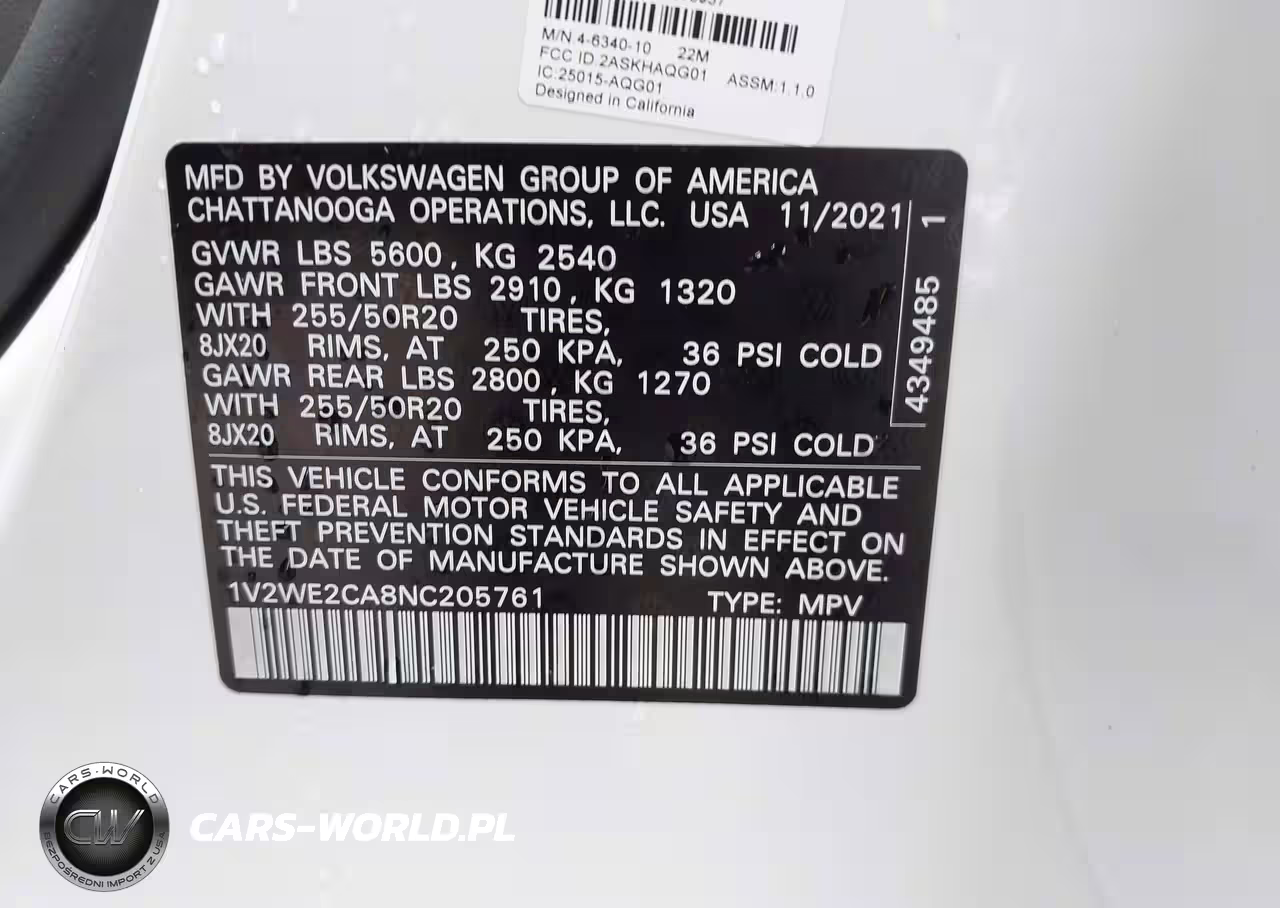 M/N 4-6340-10 22M
FCC ID:2ASKHAQG01
IC:25015-AQG01 ASSM:1.1.0
Designed in California
MFD BY VOLKSWAGEN GROUP OF AMERICA
CHATTANOOGA OPERATIONS, LLC. USA 11/2021
GVWR LBS 5600, KG 2540
GAWR FRONT LBS 2910, KG 1320
WITH 255/50R20 TIRES,
8JX20 RIMS, AT 250 KPA, 36 PSI COLD
GAWR REAR LBS 2800, KG 1270
WITH 255/50R20 TIRES,
8JX20 RIMS, AT 250 KPA, 36 PSI COLD
4349485 1
THIS VEHICLE CONFORMS TO ALL APPLICABLE
U.S. FEDERAL MOTOR VEHICLE SAFETY AND
THEFT PREVENTION STANDARDS IN EFFECT ON
THE DATE OF MANUFACTURE SHOWN ABOVE.
1V2WE2CA8NC205761 TYPE: MPV
CARS-WORLD
CW
BEZPOŚREDNI IMPORT Z USA
CARS-WORLD.PL